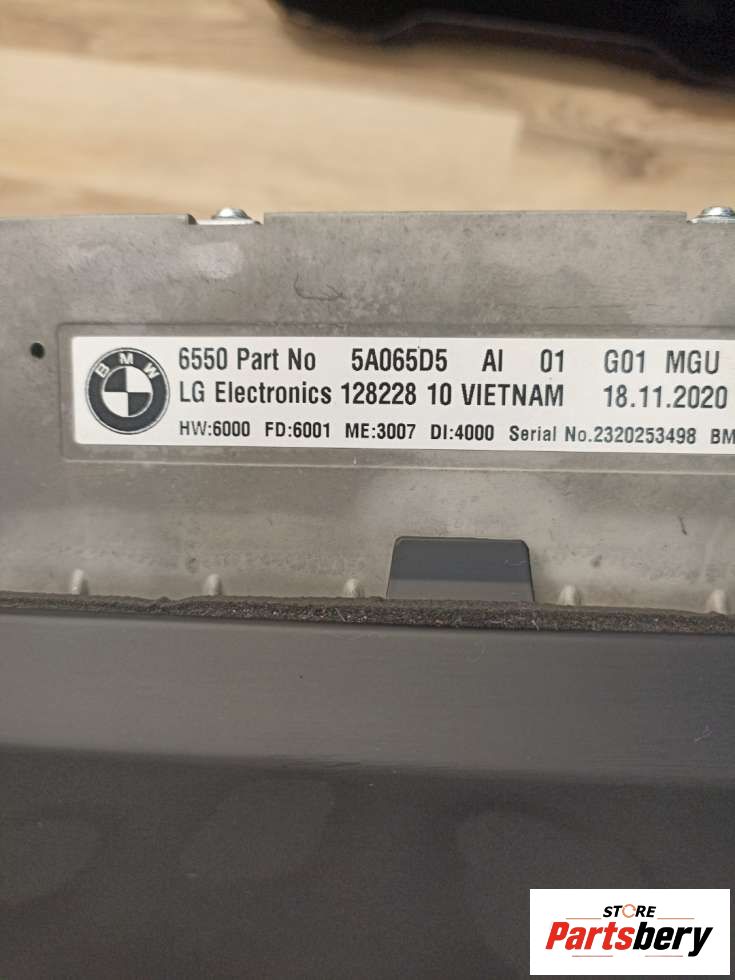 BMW
6550 Part No 5A065D5 AI 01 G01 MGU
LG Electronics 128228 10 VIETNAM 18.11.2020
HW:6000 FD:6001 ME:3007 DI:4000 Serial No.2320253498 BM
STORE
Partsbery